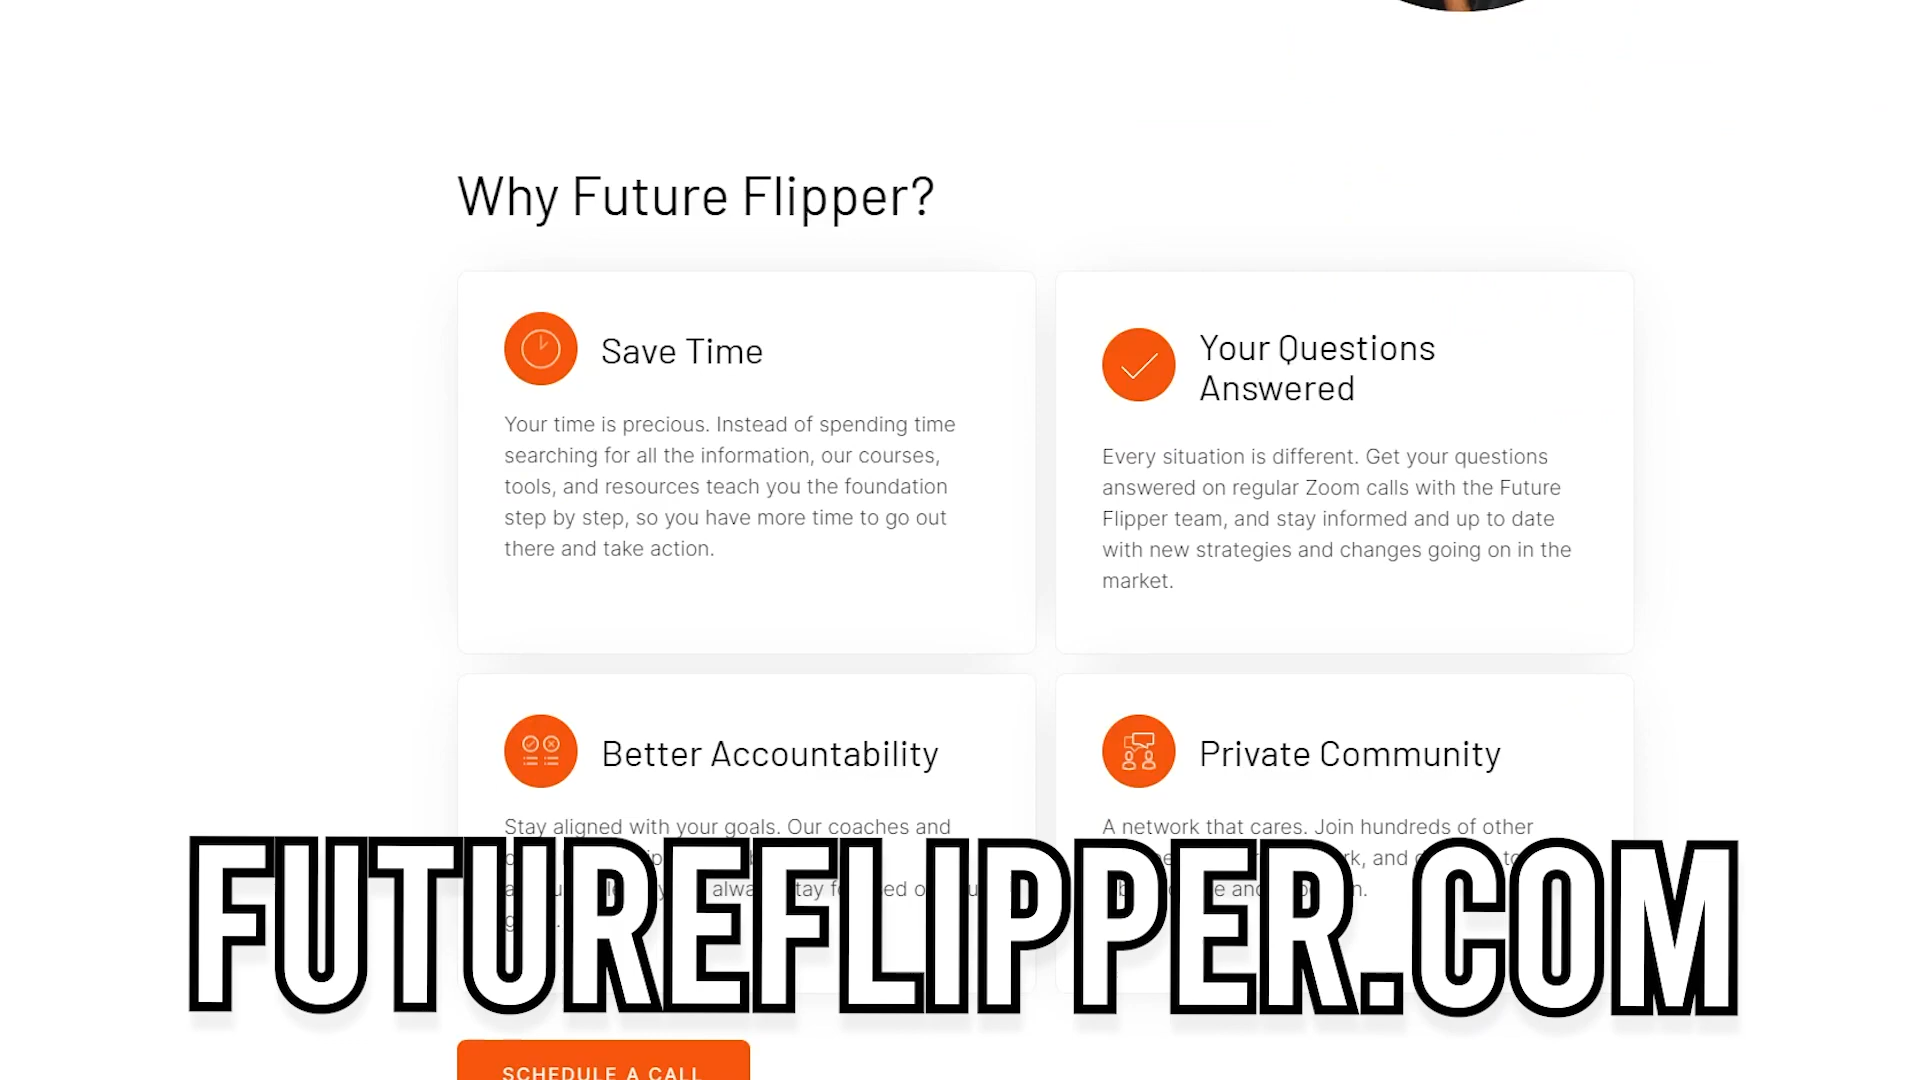 Why Future Flipper?
Save Time
Your time is precious. Instead of spending time
searching for all the information, our courses,
tools, and resources teach you the foundation
step by step, so you have more time to go out
there and take action.
Your Questions
Answered
Every situation is different. Get your questions
answered on regular Zoom calls with the Future
Flipper team, and stay informed and up to date
with new strategies and changes going on in the
market.
Better Accountability
Stay aligned with your goals. Our coaches and
Private Community
A network that cares. Join hundreds of other
FUTUREFLIPPER.COM
SCHEDULE A CALL